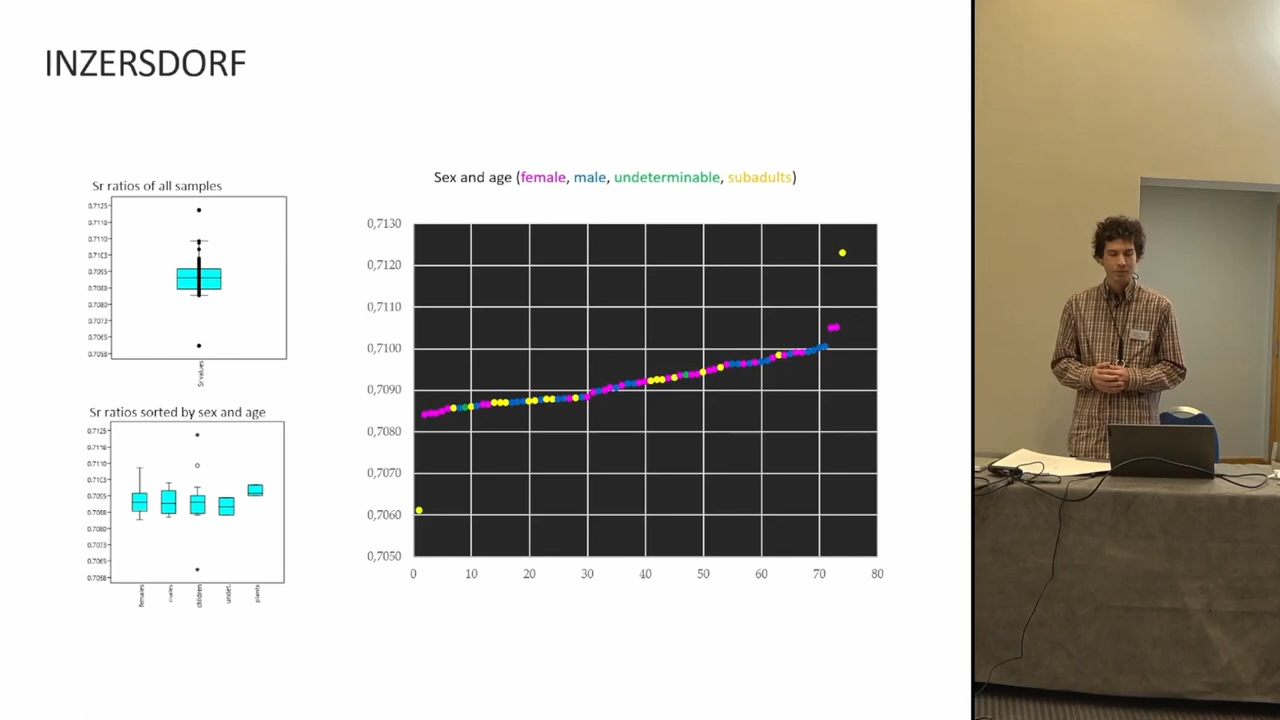 INZERSDORF
Sr ratios of all samples
Sr values
Sr ratios sorted by sex and age
females
males
children
undet.
plants
Sex and age (female, male, undeterminable, subadults)
0,7130
0,7120
0,7110
0,7100
0,7090
0,7080
0,7070
0,7060
0,7050
0 10 20 30 40 50 60 70 80